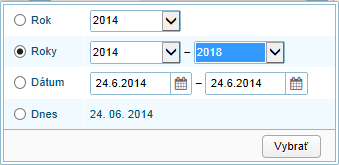 Rok 2014
Roky 2014 – 2018
Dátum 24.6.2014 – 24.6.2014
Dnes 24. 06. 2014
Vybrať